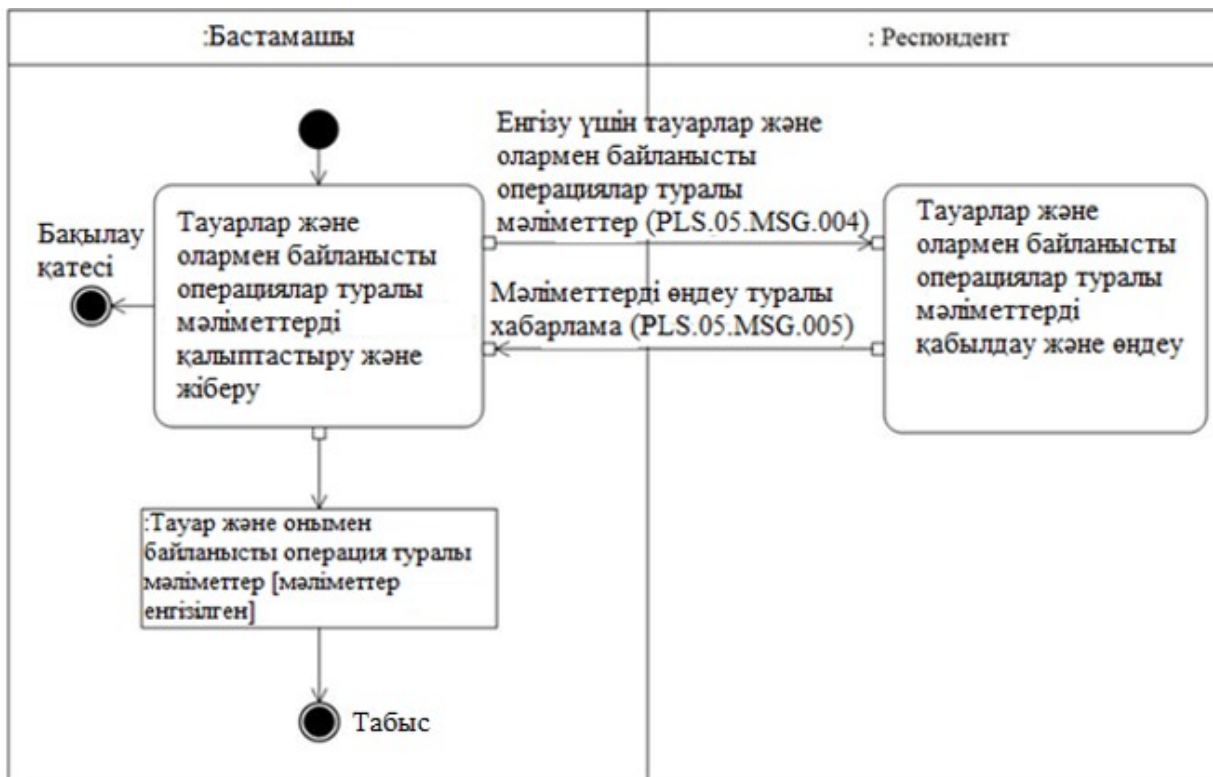 :Бастамашы
: Респондент
Енгізу үшін тауарлар және
олармен байланысты
операциялар туралы
мәліметтер (PLS.05.MSG.004)
Бақылау
қатесі
Тауарлар және
олармен байланысты
операциялар туралы
мәліметтерді
қалыптастыру және
жіберу
Мәліметтерді өңдеу туралы
хабарлама (PLS.05.MSG.005)
Тауарлар және
олармен байланысты
операциялар туралы
мәліметтерді
қабылдау және өңдеу
:Тауар және онымен
байланысты операция туралы
мәліметтер [мәліметтер
енгізілген]
Табыс